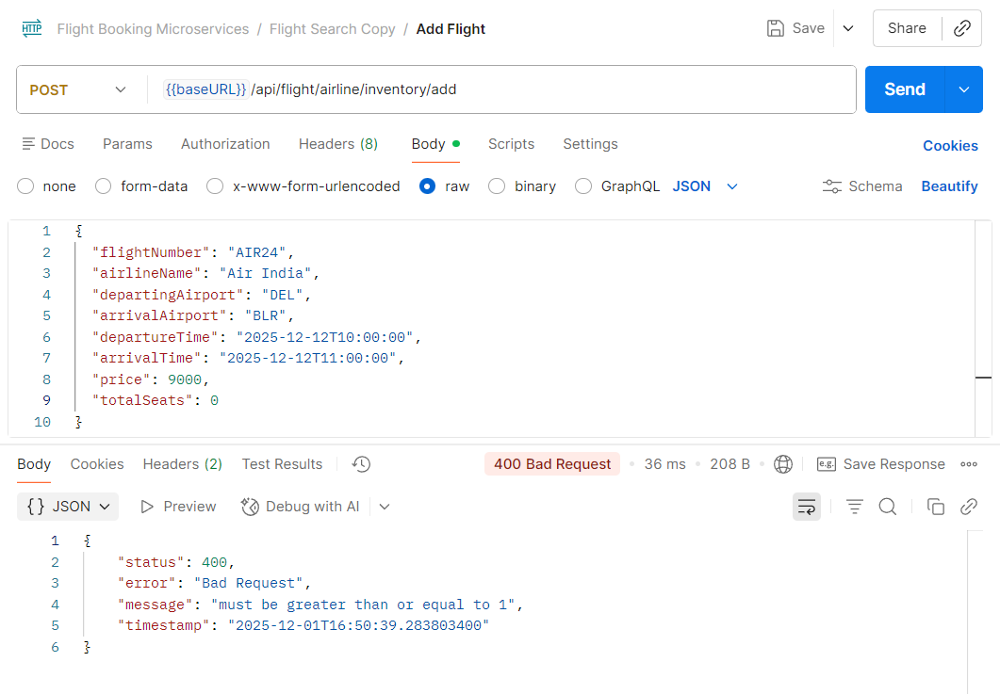 HTTP Flight Booking Microservices / Flight Search Copy / Add Flight Save Share
POST {{baseURL}} /api/flight/airline/inventory/add Send
Docs Params Authorization Headers (8) Body Scripts Settings Cookies
none form-data x-www-form-urlencoded raw binary GraphQL JSON Schema Beautify
1 {
2 "flightNumber": "AIR24",
3 "airlineName": "Air India",
4 "departingAirport": "DEL",
5 "arrivalAirport": "BLR",
6 "departureTime": "2025-12-12T10:00:00",
7 "arrivalTime": "2025-12-12T11:00:00",
8 "price": 9000,
9 "totalSeats": 0
10 }
Body Cookies Headers (2) Test Results 400 Bad Request • 36 ms • 208 B • e.g. Save Response
{} JSON Preview Debug with AI
1 {
2 "status": 400,
3 "error": "Bad Request",
4 "message": "must be greater than or equal to 1",
5 "timestamp": "2025-12-01T16:50:39.283803400"
6 }